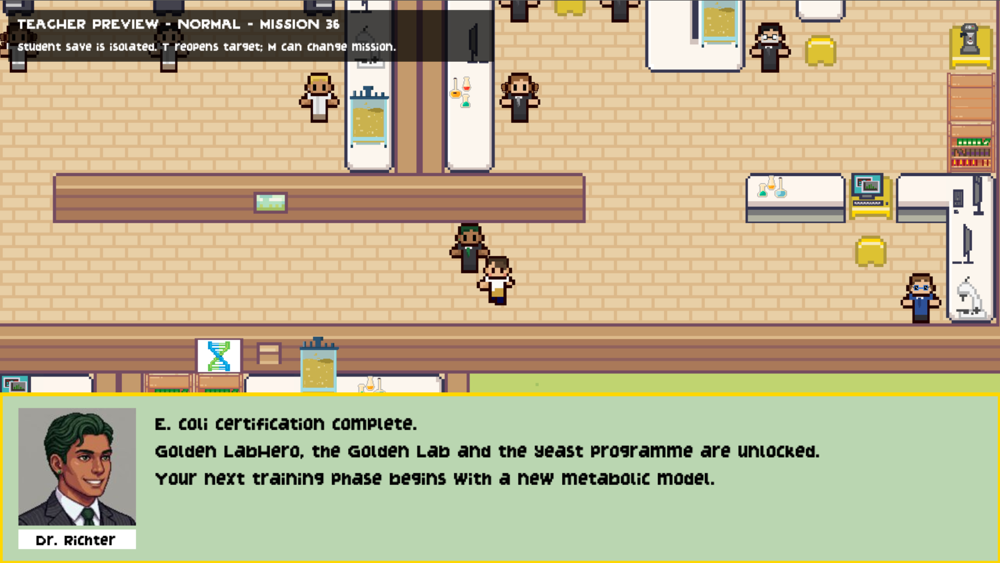 TEACHER PREVIEW - NORMAL - MISSION 36
Student save is isolated. T reopens target; M can change mission.
E. coli certification complete.
Golden LabHero, the Golden Lab and the Yeast Programme are unlocked.
Your next training phase begins with a new metabolic model.
Dr. Richter